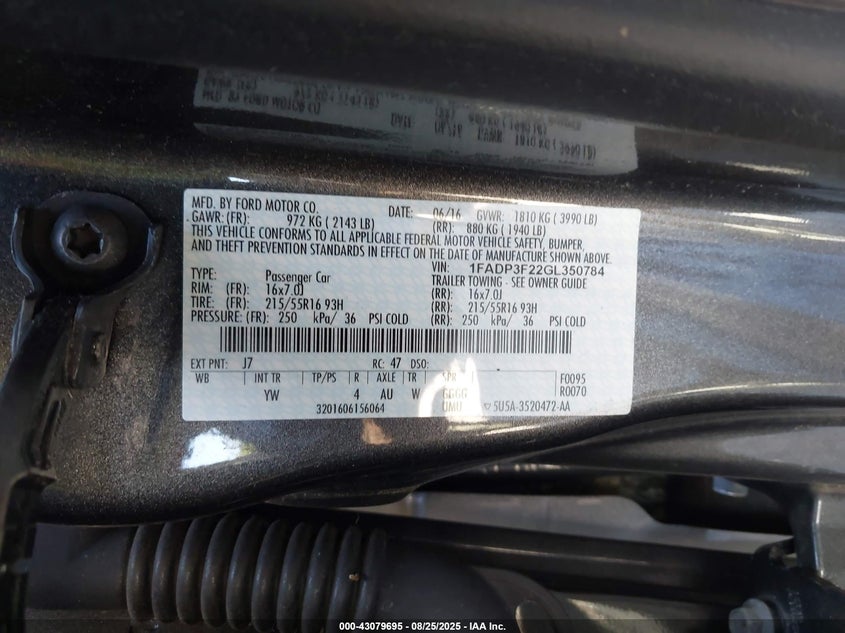 MFD. BY FORD MOTOR CO. DATE: 06/16 GVWR: 1810 KG ( 3990 LB)
GAWR: (FR): 972 KG ( 2143 LB) (RR): 880 KG ( 1940 LB)
THIS VEHICLE CONFORMS TO ALL APPLICABLE FEDERAL MOTOR VEHICLE SAFETY, BUMPER,
AND THEFT PREVENTION STANDARDS IN EFFECT ON THE DATE OF MANUFACTURE SHOWN ABOVE.
VIN: 1FADP3F22GL350784
TYPE: Passenger Car TRAILER TOWING - SEE OWNER GUIDE
RIM: (FR): 16x7.0J (RR): 16x7.0J
TIRE: (FR): 215/55R16 93H (RR): 215/55R16 93H
PRESSURE: (FR): 250 kPa/ 36 PSI COLD (RR): 250 kPa/ 36 PSI COLD
EXT PNT: J7 RC: 47 DSO:
WB INT TR TP/PS R AXLE TR SPR F0095
YW 4 AU W GGGG R0070
3201606156064 UMU 5U5A-3520472-AA
000-43079695 - 08/25/2025 - IAA Inc.